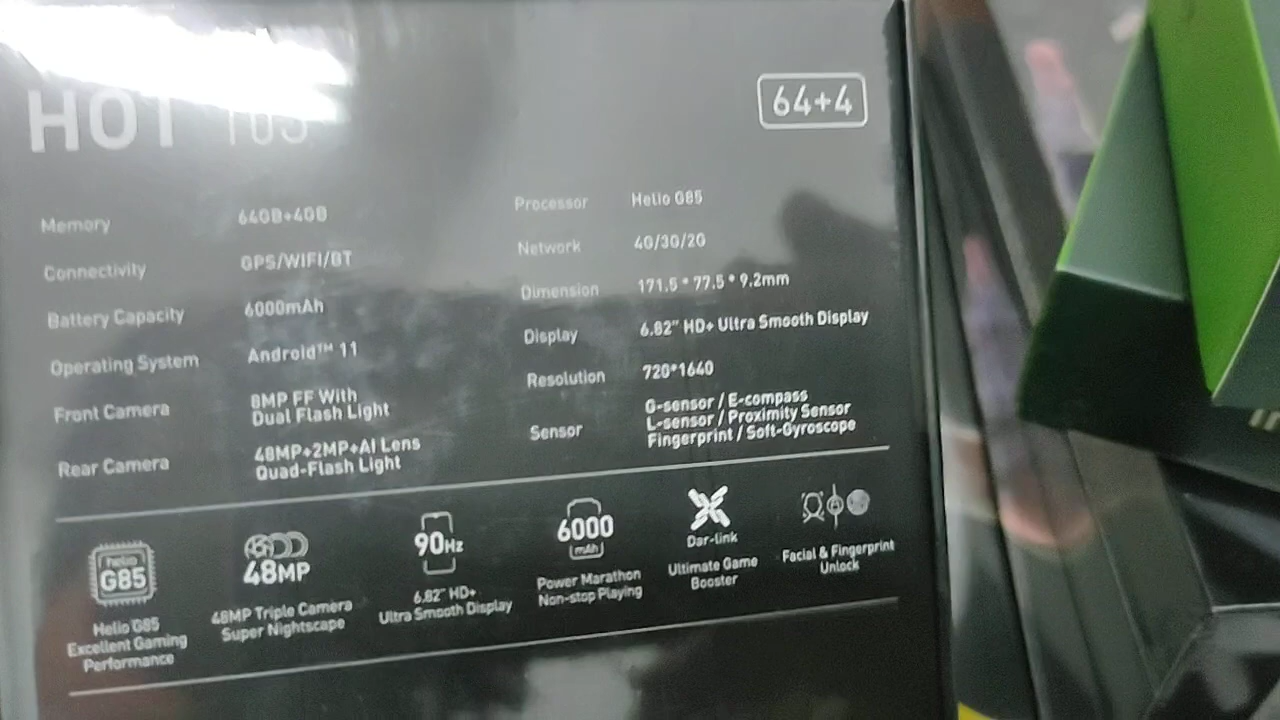 HOT 10S
64+4
Memory 64GB+4GB
Connectivity GPS/WIFI/BT
Battery Capacity 6000mAh
Operating System Android™ 11
Front Camera 8MP FF With
Dual Flash Light
Rear Camera 48MP+2MP+AI Lens
Quad-Flash Light
Processor Helio G85
Network 4G/3G/2G
Dimension 171.5 * 77.5 * 9.2mm
Display 6.82" HD+ Ultra Smooth Display
Resolution 720*1640
Sensor G-sensor / E-compass
L-sensor / Proximity Sensor
Fingerprint / Soft-Gyroscope
helio
G85
Helio G85
Excellent Gaming
Performance
48MP
48MP Triple Camera
Super Nightscape
90Hz
6.82" HD+
Ultra Smooth Display
6000
mAh
Power Marathon
Non-stop Playing
Dar-link
Ultimate Game
Booster
Facial & Fingerprint
Unlock